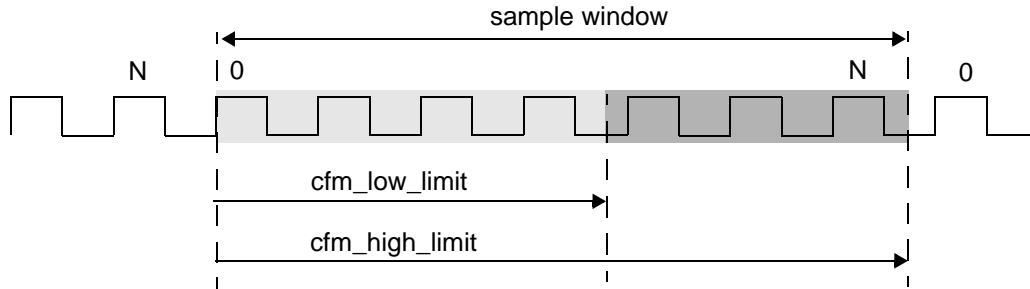 sample window
N 0 N 0
cfm_low_limit
cfm_high_limit